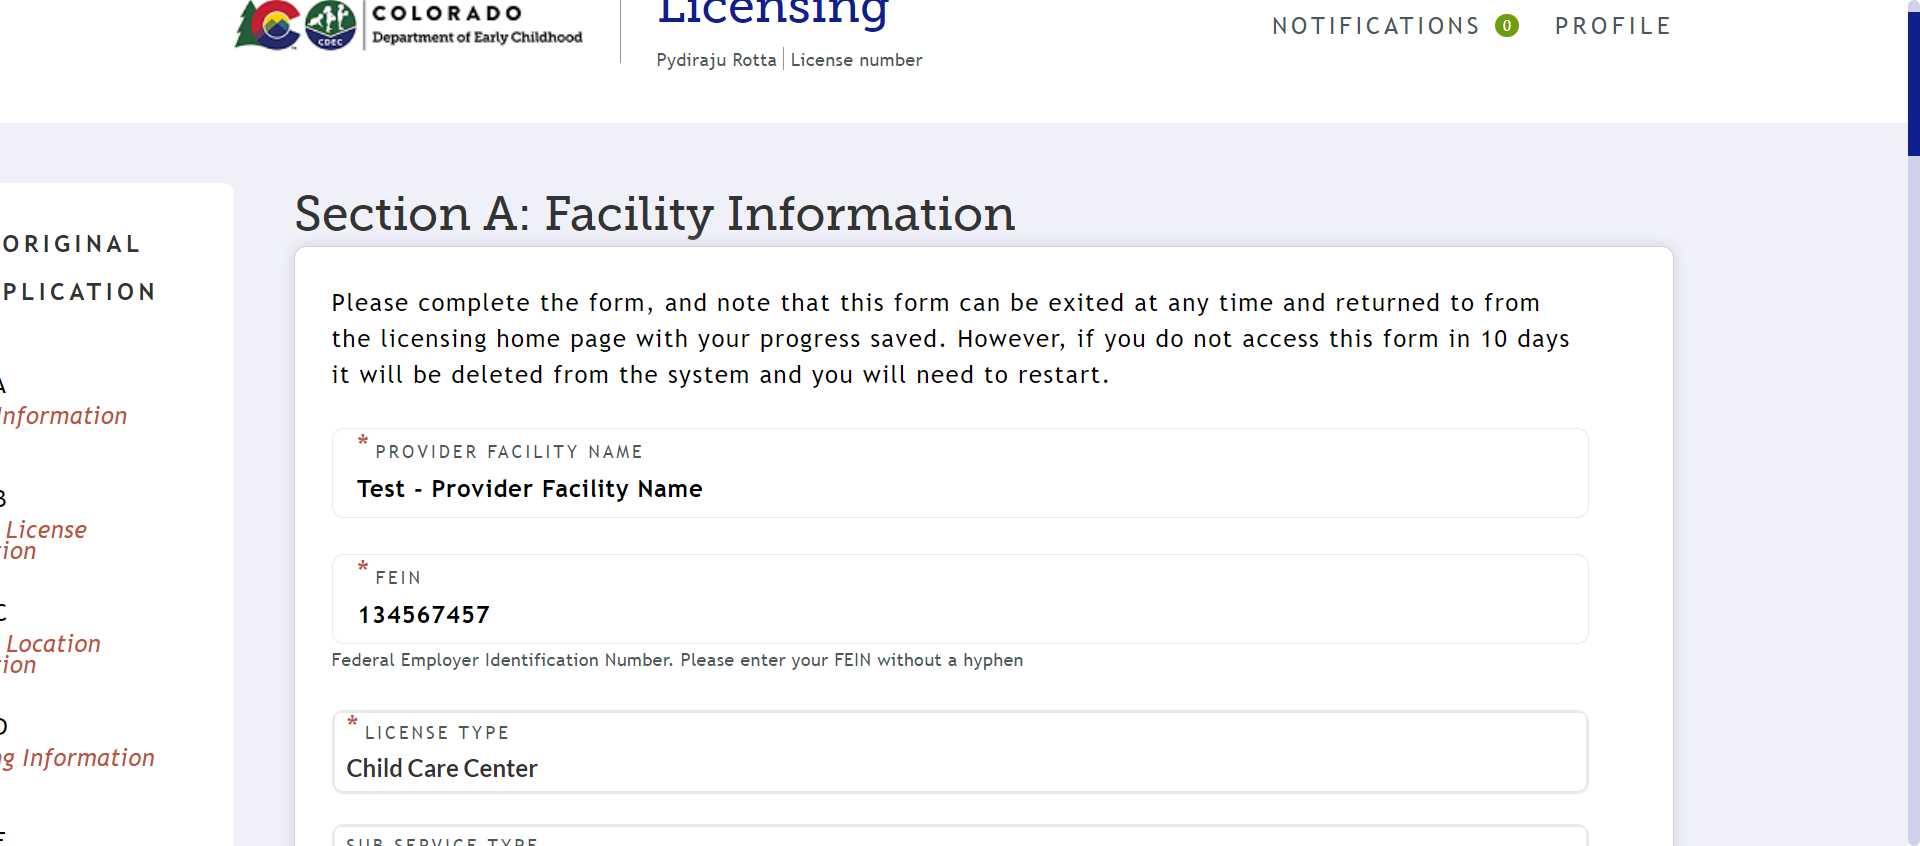 COLORADO
Department of Early Childhood
CDEC
Licensing
Pydiraju Rotta | License number
NOTIFICATIONS 0 PROFILE
ORIGINAL
PLICATION
A
Information
B
License
tion
C
Location
tion
D
ng Information
E
Section A: Facility Information
Please complete the form, and note that this form can be exited at any time and returned to from
the licensing home page with your progress saved. However, if you do not access this form in 10 days
it will be deleted from the system and you will need to restart.
* PROVIDER FACILITY NAME
Test - Provider Facility Name
* FEIN
134567457
Federal Employer Identification Number. Please enter your FEIN without a hyphen
* LICENSE TYPE
Child Care Center
SUB SERVICE TYPE